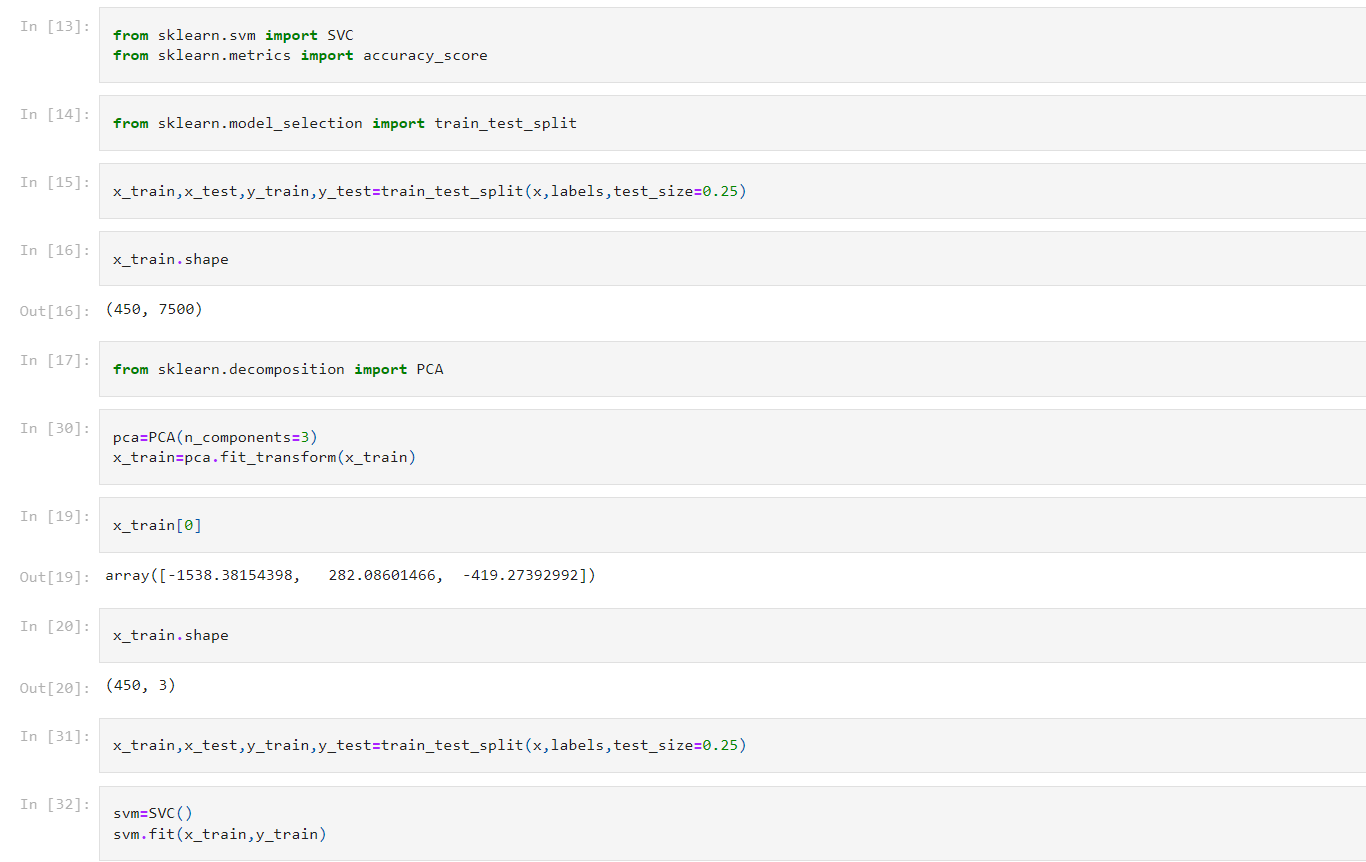 In [13]:
from sklearn.svm import SVC
from sklearn.metrics import accuracy_score
In [14]:
from sklearn.model_selection import train_test_split
In [15]:
x_train,x_test,y_train,y_test=train_test_split(x,labels,test_size=0.25)
In [16]:
x_train.shape
Out[16]: (450, 7500)
In [17]:
from sklearn.decomposition import PCA
In [30]:
pca=PCA(n_components=3)
x_train=pca.fit_transform(x_train)
In [19]:
x_train[0]
Out[19]: array([-1538.38154398,   282.08601466,  -419.27392992])
In [20]:
x_train.shape
Out[20]: (450, 3)
In [31]:
x_train,x_test,y_train,y_test=train_test_split(x,labels,test_size=0.25)
In [32]:
svm=SVC()
svm.fit(x_train,y_train)